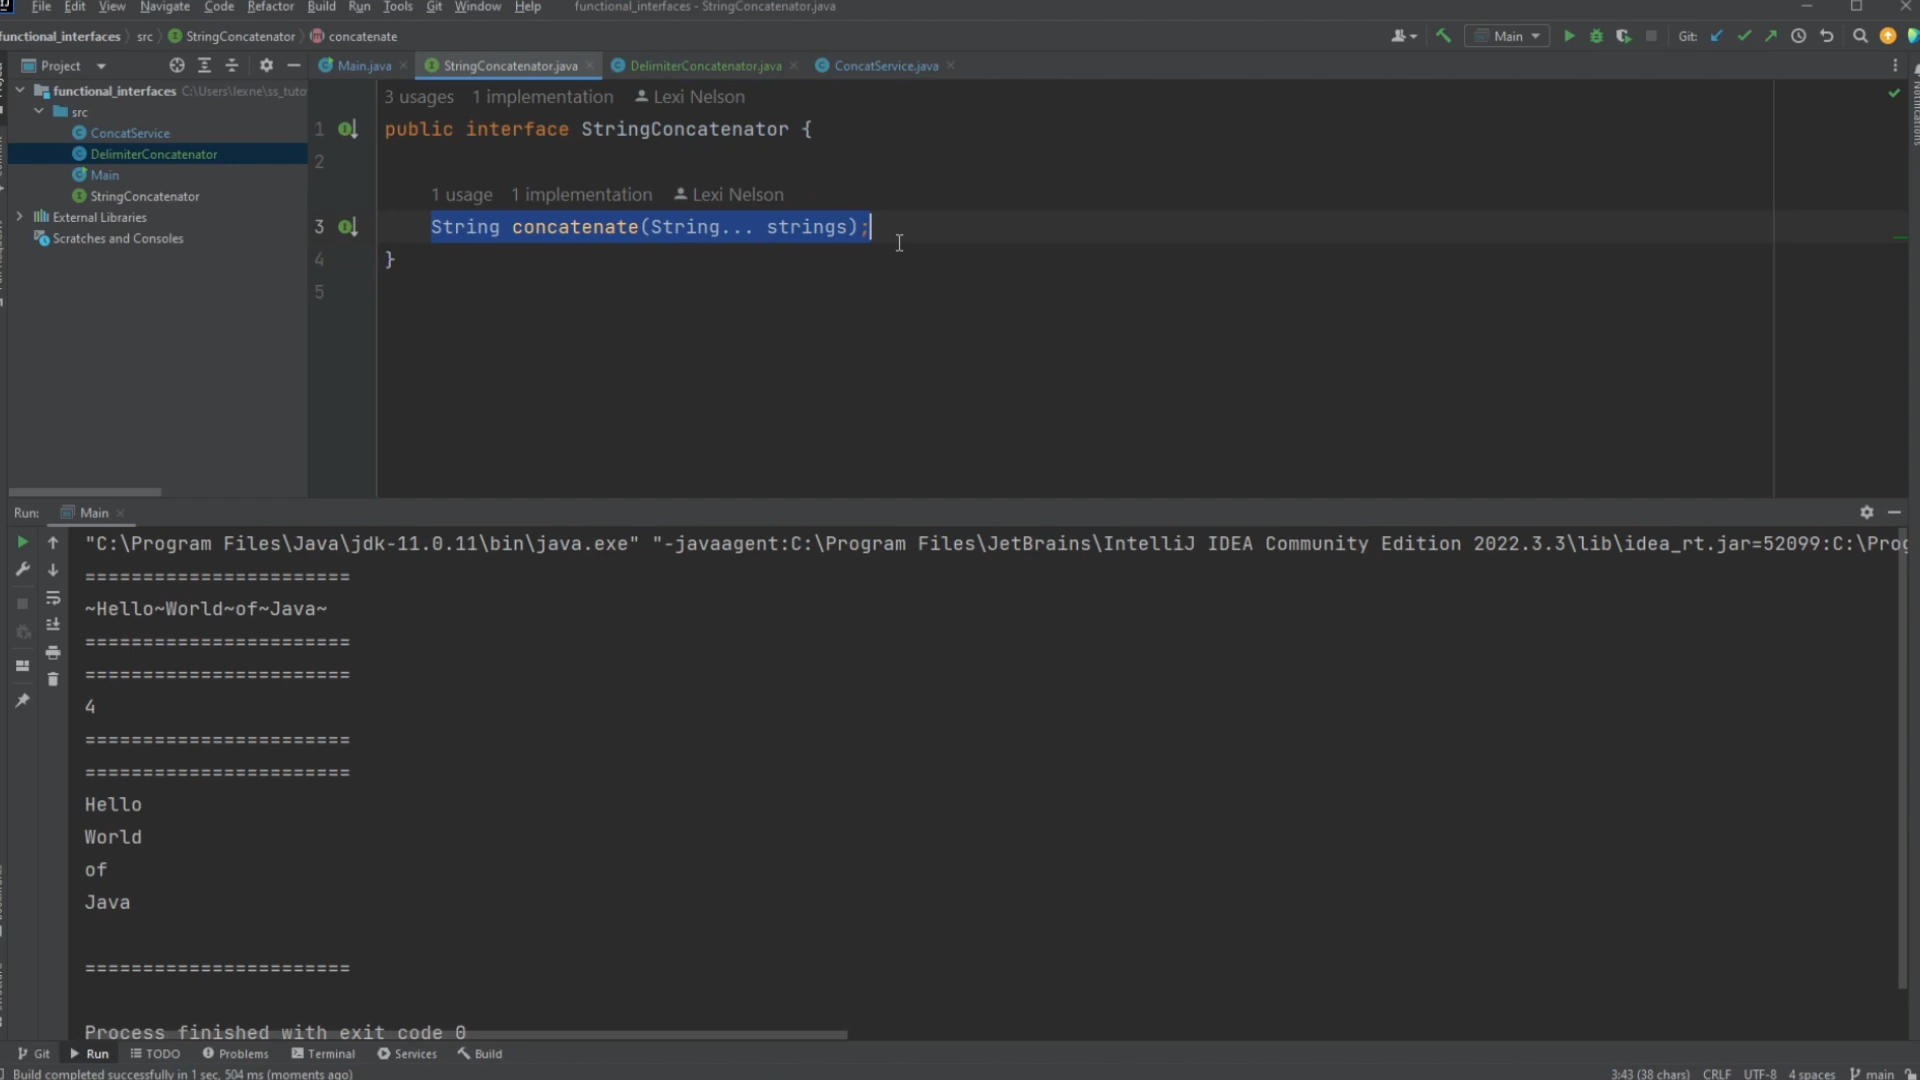 File Edit View Navigate Code Refactor Build Run Tools Git Window Help functional_interfaces - StringConcatenator.java
functional_interfaces src StringConcatenator concatenate Main Git:
Project Main.java StringConcatenator.java DelimiterConcatenator.java ConcatService.java
functional_interfaces C:\Users\lexne\ss_tuto
src
ConcatService
DelimiterConcatenator
Main
StringConcatenator
External Libraries
Scratches and Consoles
3 usages 1 implementation Lexi Nelson
1 public interface StringConcatenator {
2
1 usage 1 implementation Lexi Nelson
3 String concatenate(String... strings);
4 }
5
Notifications
Run: Main
"C:\Program Files\Java\jdk-11.0.11\bin\java.exe" "-javaagent:C:\Program Files\JetBrains\IntelliJ IDEA Community Edition 2022.3.3\lib\idea_rt.jar=52099:C:\Prog
=======================
~Hello~World~of~Java~
=======================
=======================
4
=======================
=======================
Hello
World
of
Java
=======================
Process finished with exit code 0
Git Run TODO Problems Terminal Services Build
Build completed successfully in 1 sec, 504 ms (moments ago) 3:43 (38 chars) CRLF UTF-8 4 spaces main